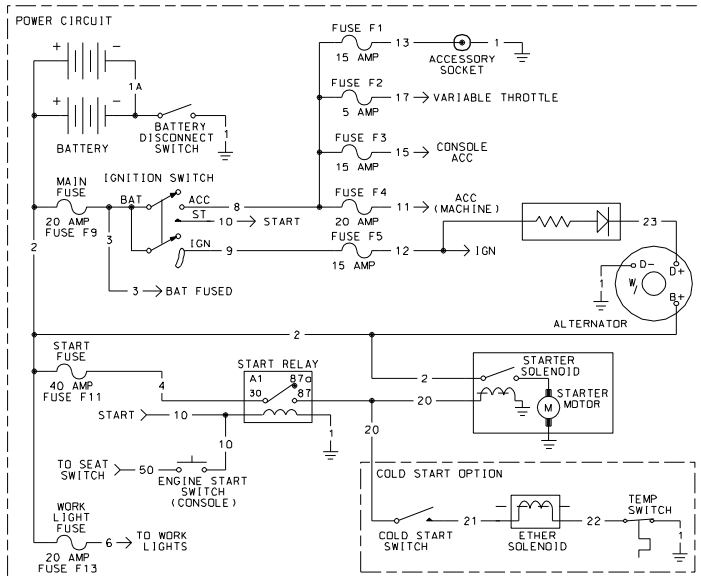 POWER CIRCUIT
+ -
1A
+ -
BATTERY
BATTERY
DISCONNECT
SWITCH
1
FUSE F1
13
1
15 AMP
ACCESSORY
SOCKET
FUSE F2
17
VARIABLE THROTTLE
5 AMP
FUSE F3
15
CONSOLE
ACC
15 AMP
IGNITION SWITCH
MAIN
FUSE
20 AMP
FUSE F9
BAT
ACC
8
ST
10
START
IGN
9
FUSE F4
11
ACC
(MACHINE)
20 AMP
FUSE F5
12
IGN
15 AMP
23
2
3
3
BAT FUSED
D-
D+
W/
B+
1
ALTERNATOR
2
START
FUSE
40 AMP
FUSE F11
4
START RELAY
A1
87a
30
87
1
2
20
STARTER
SOLENOID
STARTER
MOTOR
M
START
10
10
20
TO SEAT
SWITCH
50
ENGINE START
SWITCH
(CONSOLE)
COLD START OPTION
COLD START
SWITCH
21
ETHER
SOLENOID
22
TEMP
SWITCH
1
WORK
LIGHT
FUSE
20 AMP
FUSE F13
6
TO WORK
LIGHTS